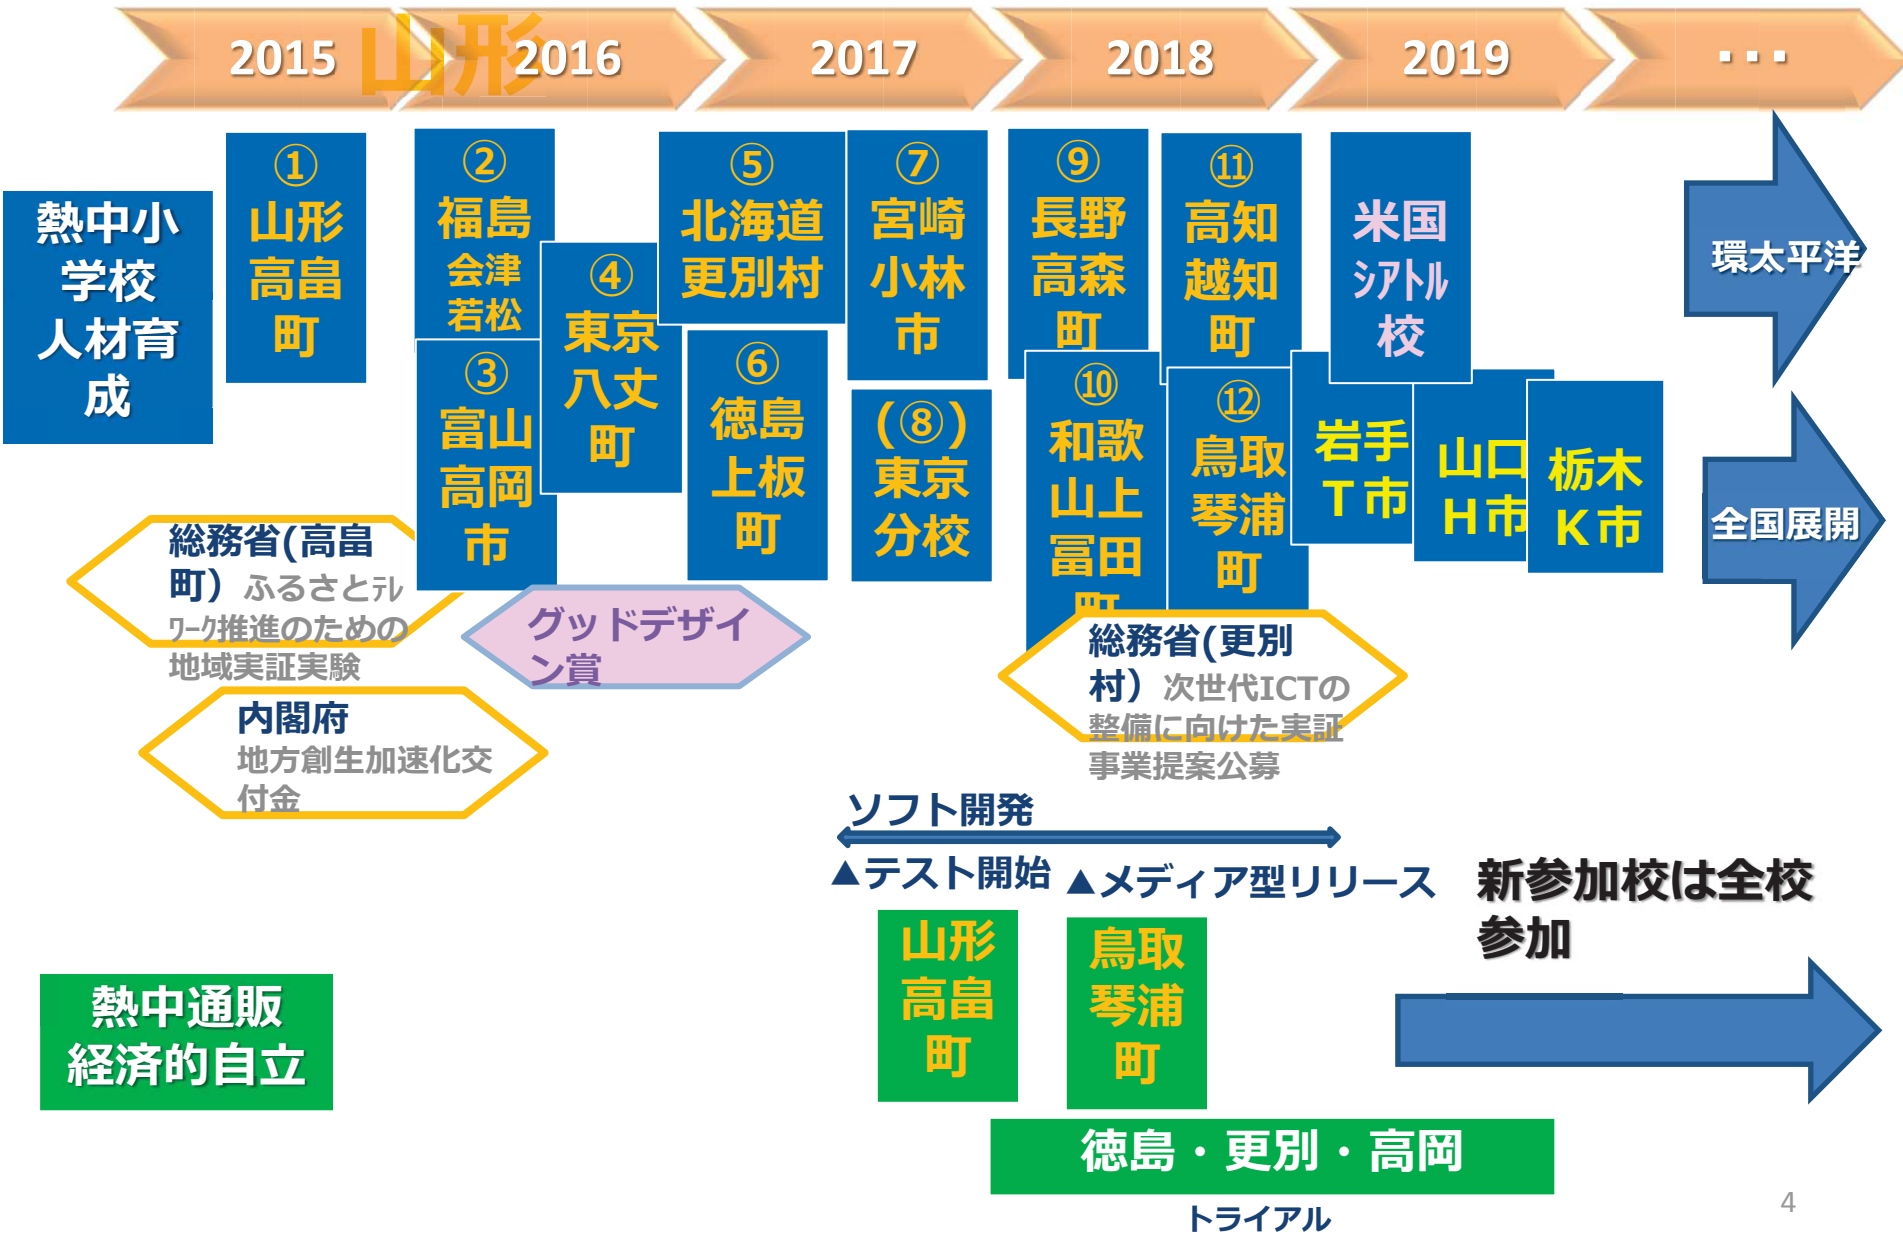 山形
2015
2016
2017
2018
2019
・・・
熱中小
学校
人材育
成
①
山形
高畠
町
②
福島
会津
若松
③
富山
高岡
市
④
東京
八丈
町
⑤
北海道
更別村
⑥
徳島
上板
町
⑦
宮崎
小林
市
(⑧)
東京
分校
⑨
長野
高森
町
⑩
和歌
山上
冨田
町
⑪
高知
越知
町
⑫
鳥取
琴浦
町
米国
ｼｱﾄﾙ
校
岩手
Ｔ市
山口
Ｈ市
栃木
Ｋ市
環太平洋
全国展開
総務省(高畠
町）ふるさとﾃﾚ
ﾜｰｸ推進のための
地域実証実験
グッドデザイ
ン賞
内閣府
地方創生加速化交
付金
総務省(更別
村）次世代ICTの
整備に向けた実証
事業提案公募
ソフト開発
▲テスト開始
▲メディア型リリース
新参加校は全校
参加
熱中通販
経済的自立
山形
高畠
町
鳥取
琴浦
町
徳島・更別・高岡
トライアル
4